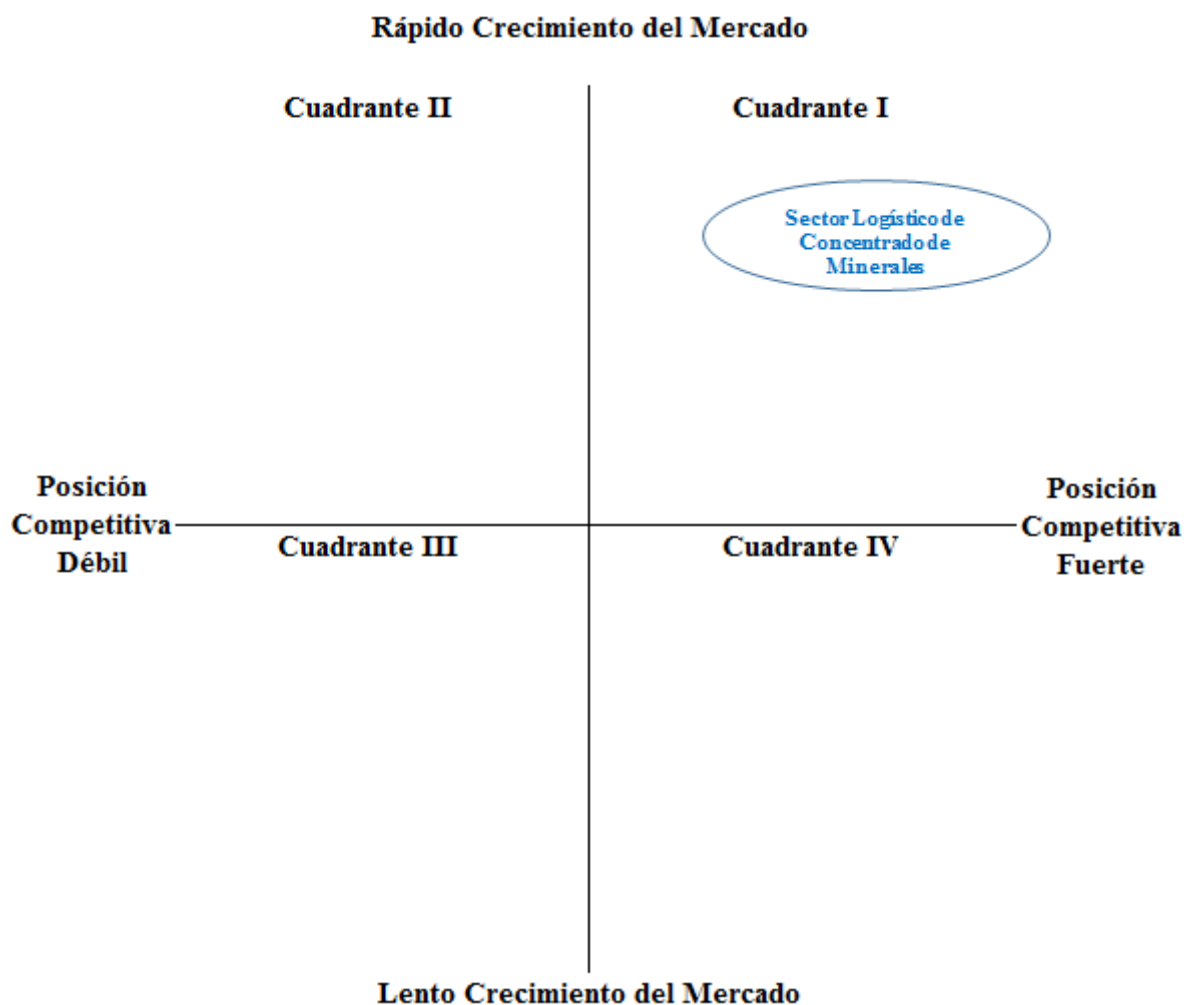 Rápido Crecimiento del Mercado
Cuadrante II
Cuadrante I
Sector Logístico de
Concentrado de
Minerales
Posición
Competitiva
Débil
Posición
Competitiva
Fuerte
Cuadrante III
Cuadrante IV
Lento Crecimiento del Mercado